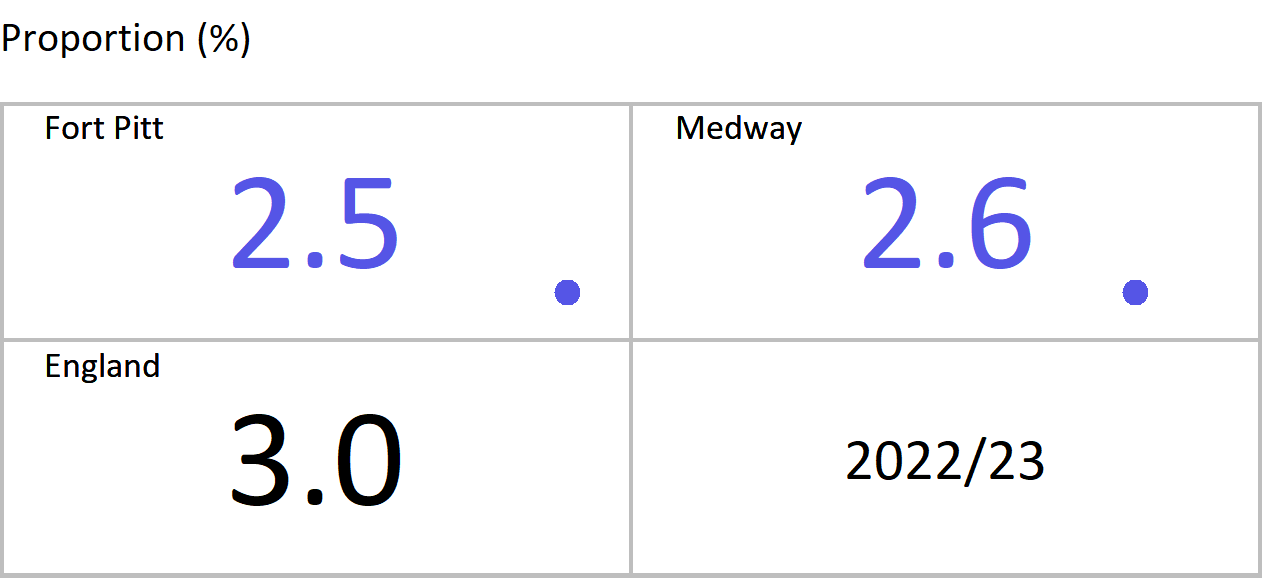 Proportion (%)
Fort Pitt
2.5
Medway
2.6
England
3.0
2022/23